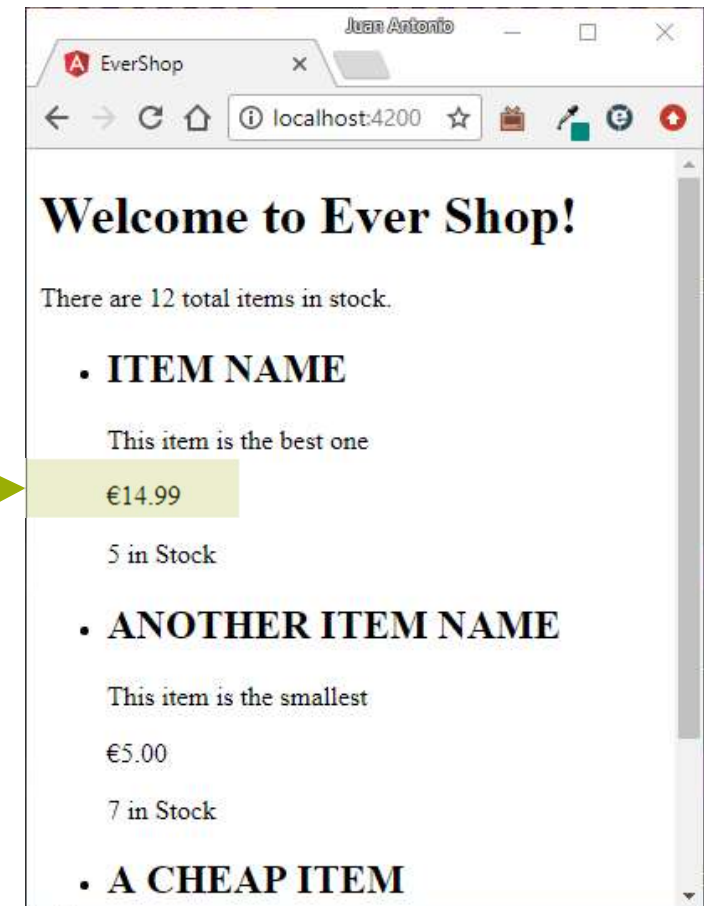 Juan Antonio
EverShop
localhost:4200
Welcome to Ever Shop!
There are 12 total items in stock.
• ITEM NAME
This item is the best one
€14.99
5 in Stock
• ANOTHER ITEM NAME
This item is the smallest
€5.00
7 in Stock
• A CHEAP ITEM